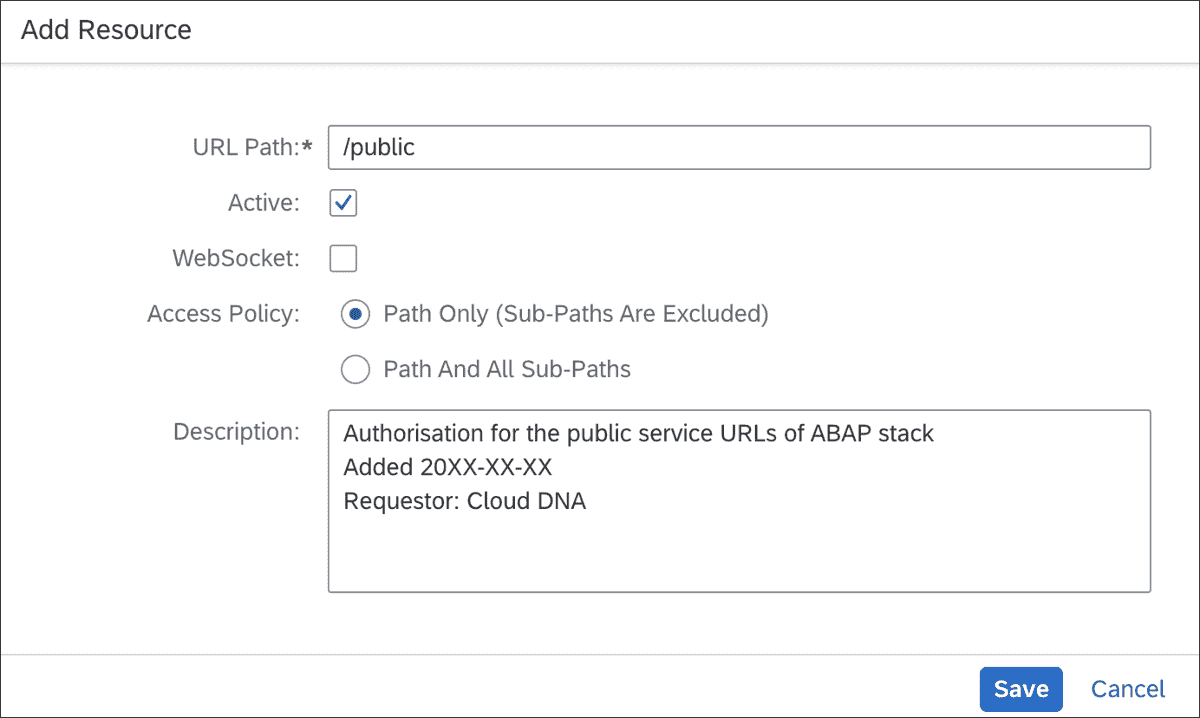 Add Resource
URL Path:* /public
Active:
WebSocket:
Access Policy: Path Only (Sub-Paths Are Excluded)
Path And All Sub-Paths
Description: Authorisation for the public service URLs of ABAP stack
Added 20XX-XX-XX
Requestor: Cloud DNA
Save Cancel